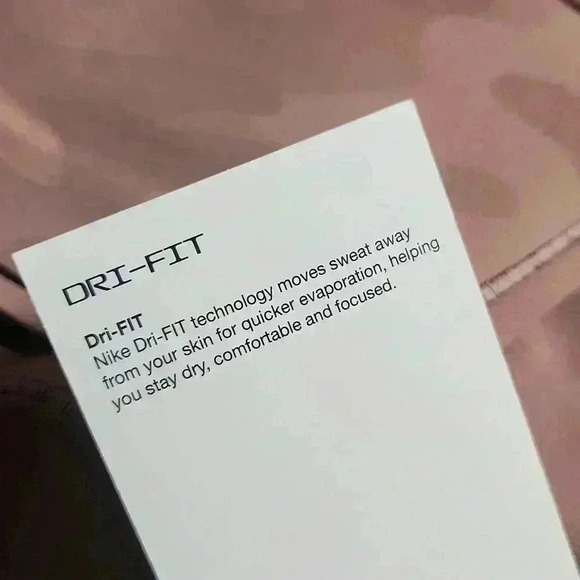 DRI-FIT
Dri-FIT
Nike Dri-FIT technology moves sweat away
from your skin for quicker evaporation, helping
you stay dry, comfortable and focused.